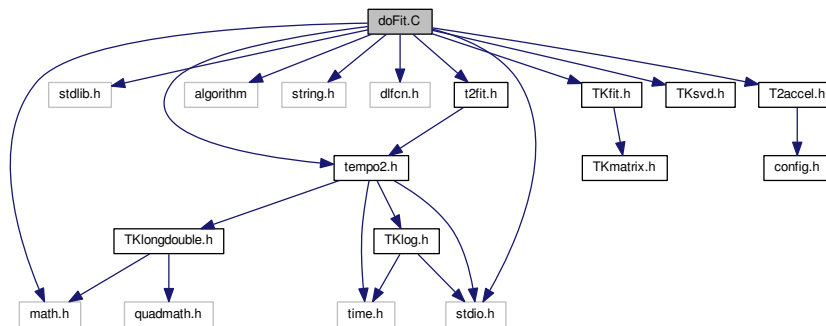 doFit.C
stdlib.h
algorithm
string.h
dlfcn.h
t2fit.h
TKfit.h
TKsvd.h
T2accel.h
tempo2.h
TKmatrix.h
config.h
TKlongdouble.h
TKlog.h
math.h
quadmath.h
time.h
stdio.h